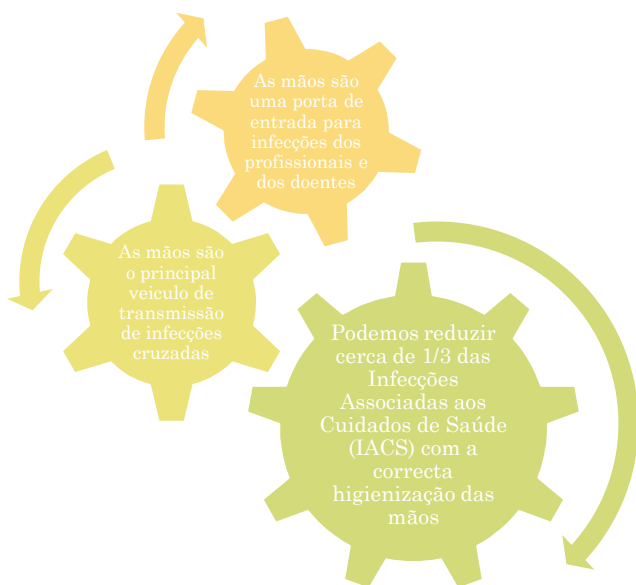 As mãos são
uma porta de
entrada para
infecções dos
profissionais e
dos doentes
As mãos são
o principal
veiculo de
transmissão
de infecções
cruzadas
Podemos reduzir
cerca de 1/3 das
Infecções
Associadas aos
Cuidados de Saúde
(IACS) com a
correcta
higienização das
mãos